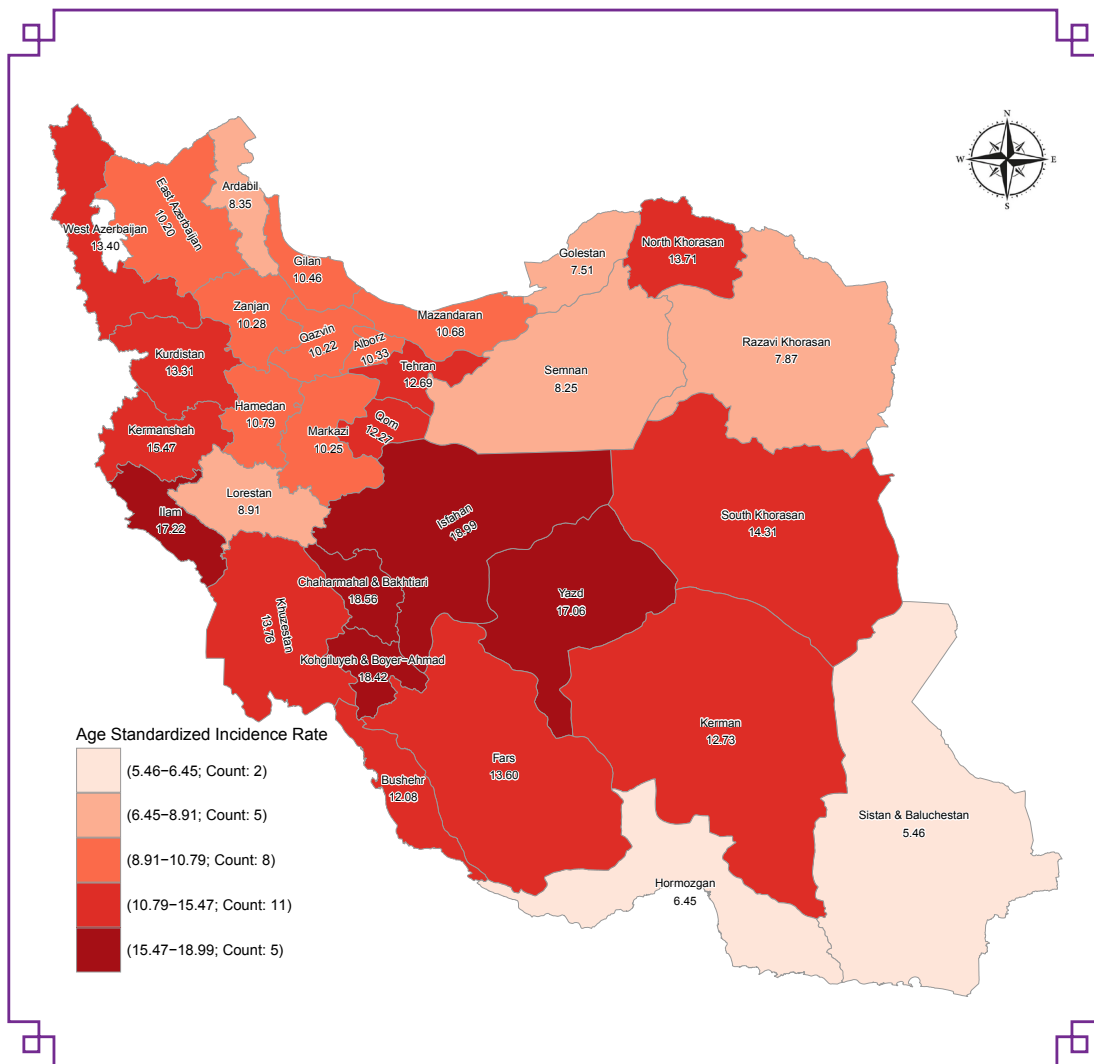 N
W
E
S
Ardabil
8.35
East Azerbaijan
10.20
West Azerbaijan
13.40
Gilan
10.46
Golestan
7.51
North Khorasan
13.71
Zanjan
10.28
Mazandaran
10.68
Qazvin
10.22
Alborz
10.33
Razavi Khorasan
7.87
Kurdistan
13.31
Tehran
12.69
Semnan
8.25
Hamedan
10.79
Kermanshah
15.47
Markazi
10.25
Qom
12.27
Lorestan
8.91
Ilam
17.22
Isfahan
18.99
South Khorasan
14.31
Chaharmahal & Bakhtiari
18.56
Yazd
17.06
Khuzestan
13.76
Kohgiluyeh & Boyer−Ahmad
18.42
Kerman
12.73
Fars
13.60
Bushehr
12.08
Sistan & Baluchestan
5.46
Hormozgan
6.45
Age Standardized Incidence Rate
(5.46−6.45; Count: 2)
(6.45−8.91; Count: 5)
(8.91−10.79; Count: 8)
(10.79−15.47; Count: 11)
(15.47−18.99; Count: 5)